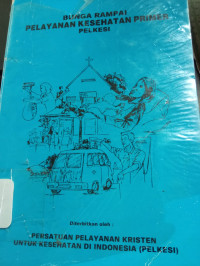 BUNGA RAMPAI
PELAYANAN KESEHATAN PRIMER
PELKESI
Diterbitkan oleh :
PERSATUAN PELAYANAN KRISTEN
UNTUK KESEHATAN DI INDONESIA (PELKESI)